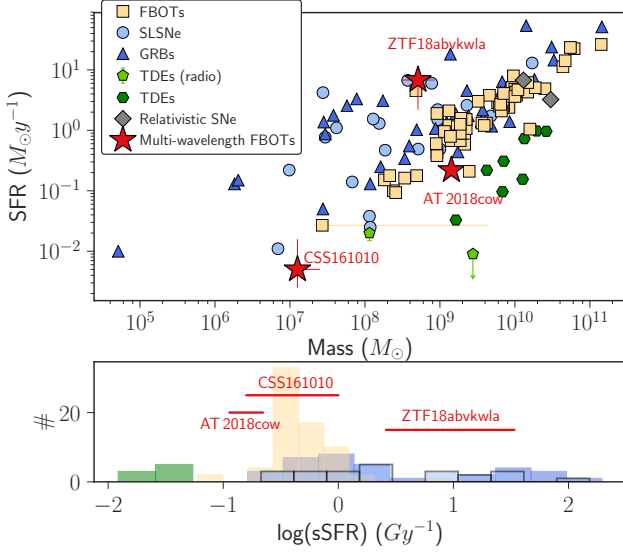 FBOTs
SLSNe
GRBs
TDEs (radio)
TDEs
Relativistic SNe
Multi-wavelength FBOTs
ZTF18abvkwla
AT 2018cow
CSS161010
SFR (M⊙y⁻¹)
10² 
10¹
10⁰
10⁻¹
10⁻²
10⁵ 10⁶ 10⁷ 10⁸ 10⁹ 10¹⁰ 10¹¹
Mass (M⊙)
CSS161010
AT 2018cow
ZTF18abvkwla
#
20
0
−2 −1 0 1 2
log(sSFR) (Gy⁻¹)